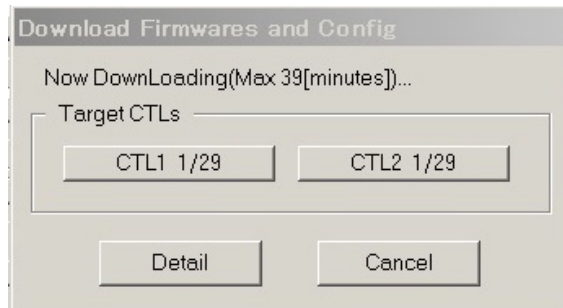 Download Firmwares and Config
Now DownLoading(Max 39[minutes])...
Target CTLs
CTL1 1/29 CTL2 1/29
Detail Cancel